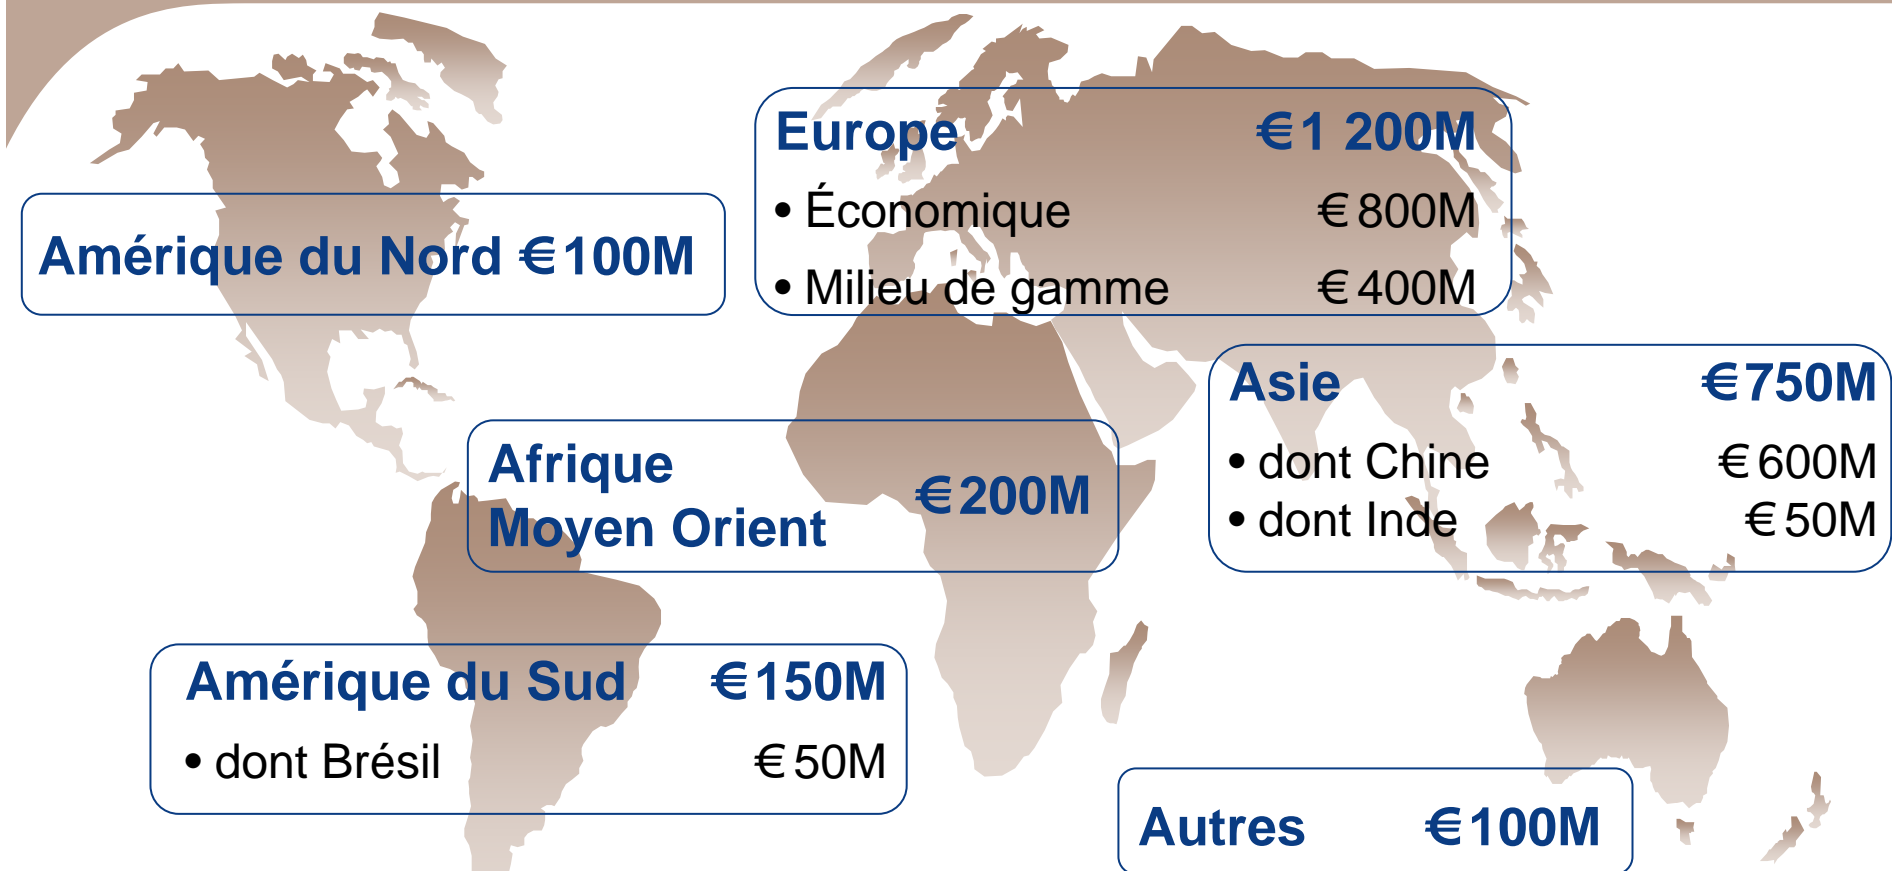 Europe €1 200M
• Économique €800M
• Milieu de gamme €400M
Amérique du Nord €100M
Asie €750M
• dont Chine €600M
• dont Inde €50M
Afrique
Moyen Orient €200M
Amérique du Sud €150M
• dont Brésil €50M
Autres €100M